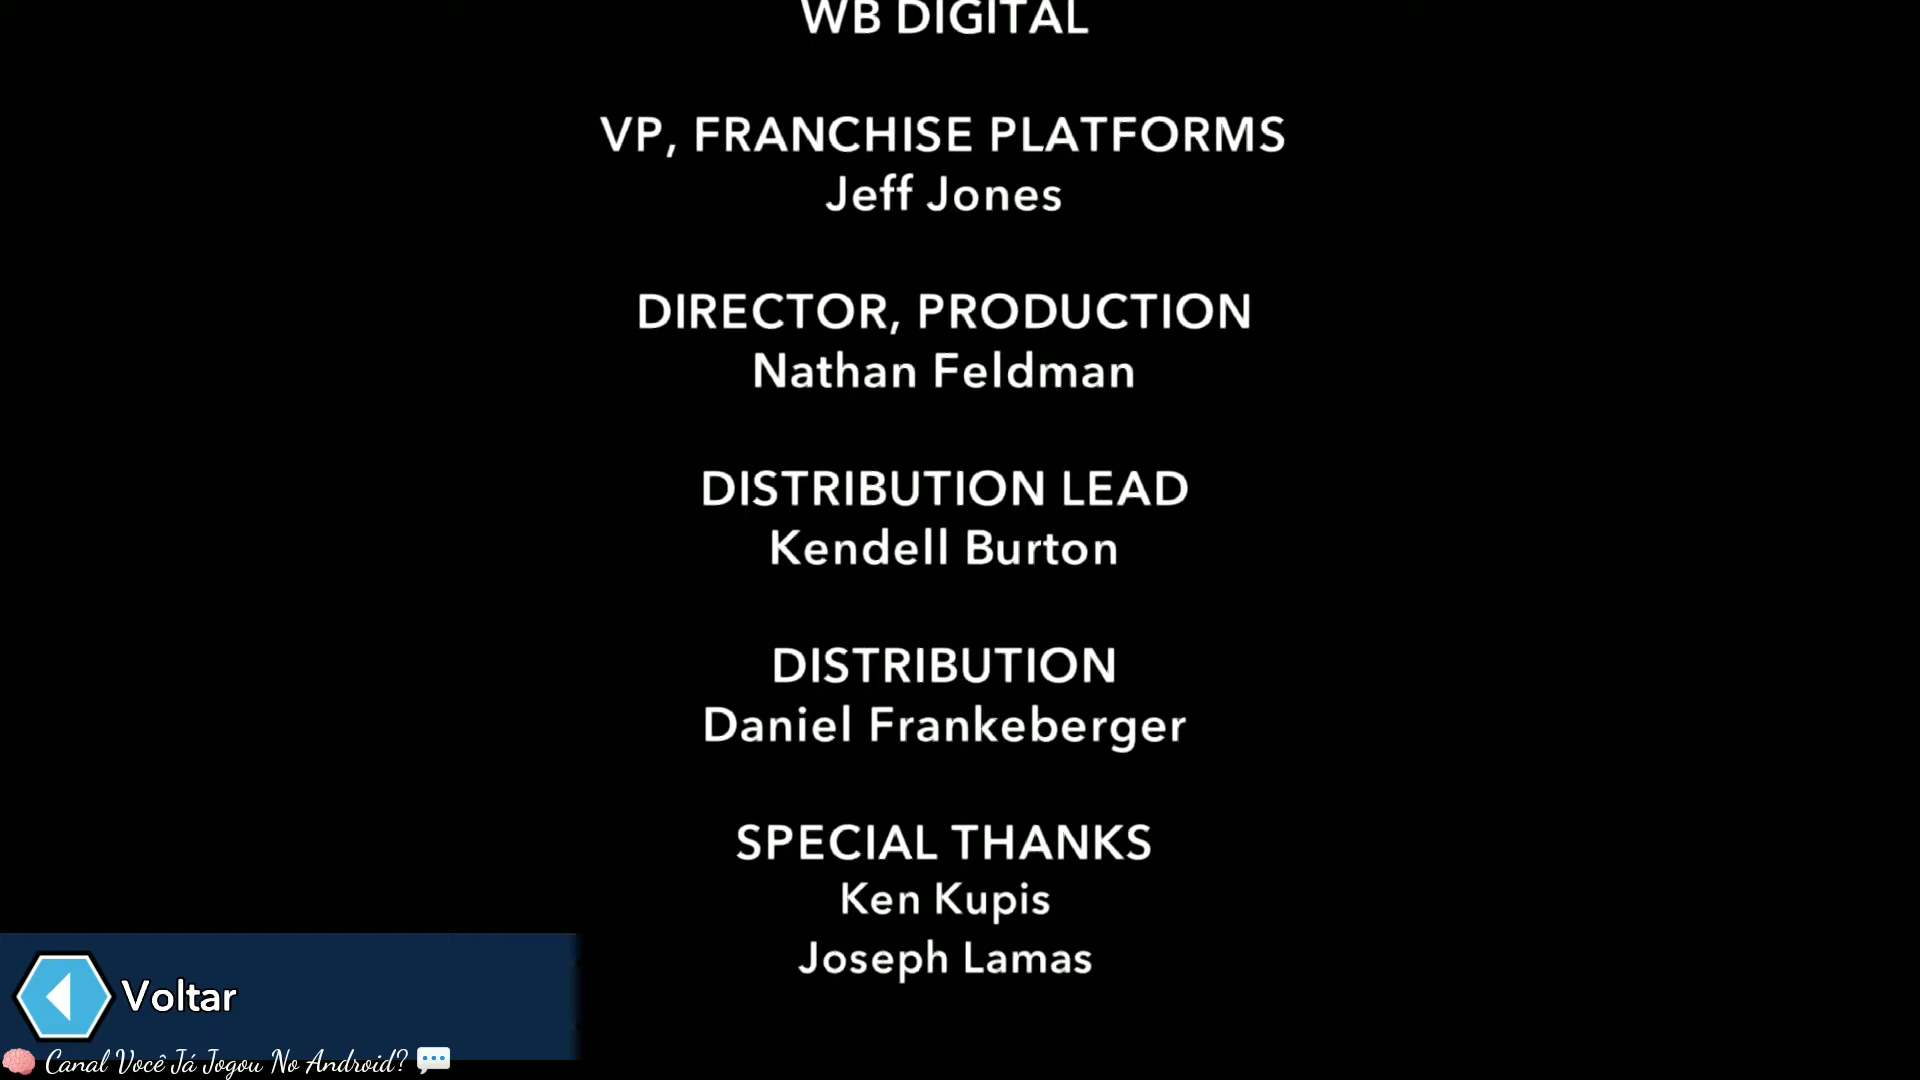 WB DIGITAL
VP, FRANCHISE PLATFORMS
Jeff Jones
DIRECTOR, PRODUCTION
Nathan Feldman
DISTRIBUTION LEAD
Kendell Burton
DISTRIBUTION
Daniel Frankeberger
SPECIAL THANKS
Ken Kupis
Joseph Lamas
Voltar
🧠 Canal Você Já Jogou No Android? 💬